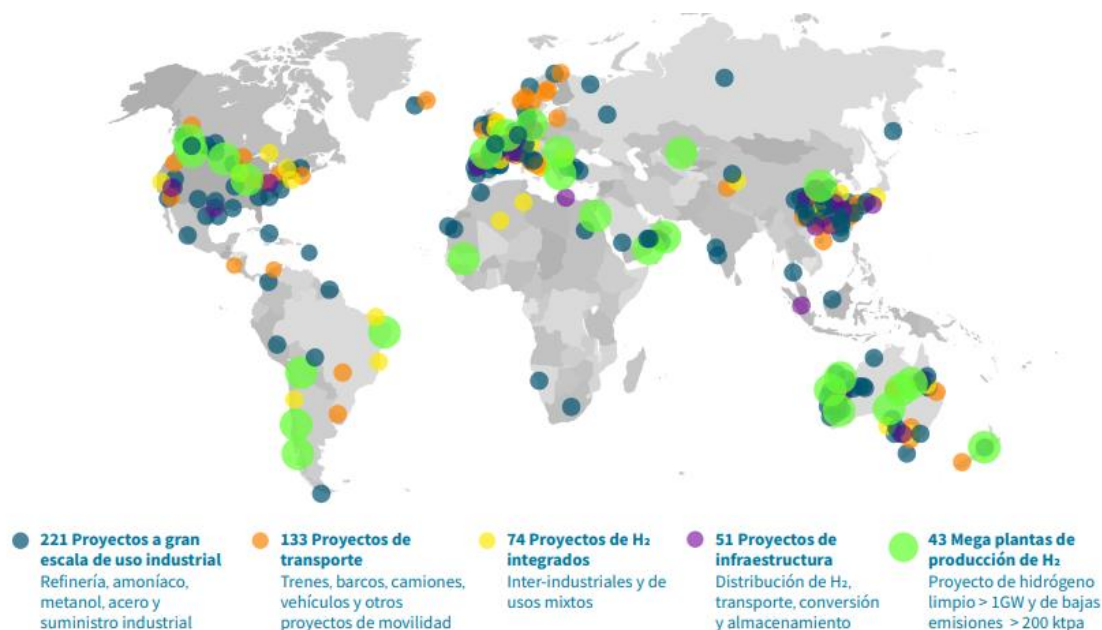 221 Proyectos a gran
escala de uso industrial
Refinería, amoníaco,
metanol, acero y
suministro industrial
133 Proyectos de
transporte
Trenes, barcos, camiones,
vehículos y otros
proyectos de movilidad
74 Proyectos de H₂
integrados
Inter-industriales y de
usos mixtos
51 Proyectos de
infraestructura
Distribución de H₂,
transporte, conversión
y almacenamiento
43 Mega plantas de
producción de H₂
Proyecto de hidrógeno
limpio > 1GW y de bajas
emisiones > 200 ktpa